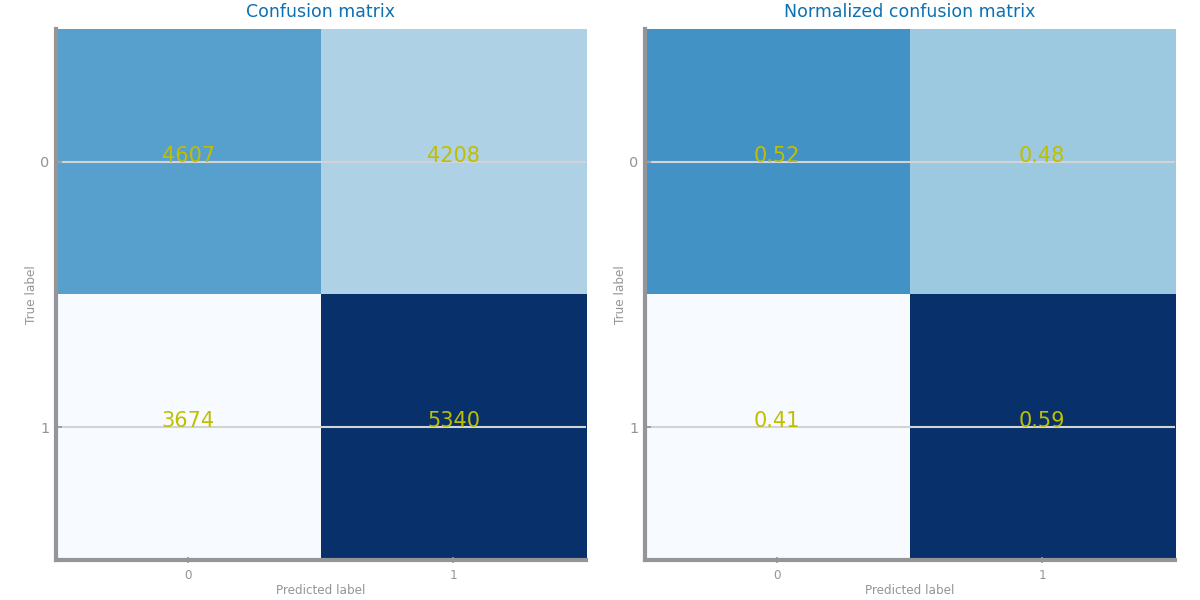 Confusion matrix
0
4607
4208
True label
1
3674
5340
0
1
Predicted label
Normalized confusion matrix
0
0.52
0.48
True label
1
0.41
0.59
0
1
Predicted label